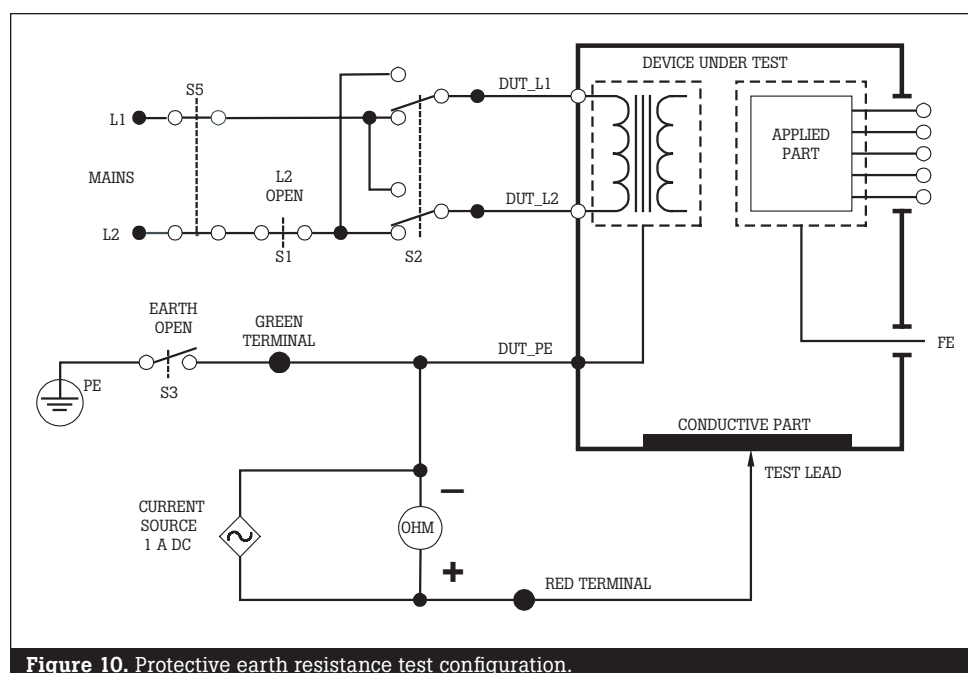 DEVICE UNDER TEST
S5
DUT_L1
L1
APPLIED
PART
MAINS
L2
OPEN
DUT_L2
L2
S1
S2
EARTH
OPEN
GREEN
TERMINAL
DUT_PE
FE
PE
S3
CONDUCTIVE PART
TEST LEAD
CURRENT
SOURCE
1 A DC
−
OHM
+
RED TERMINAL
Figure 10. Protective earth resistance test configuration.